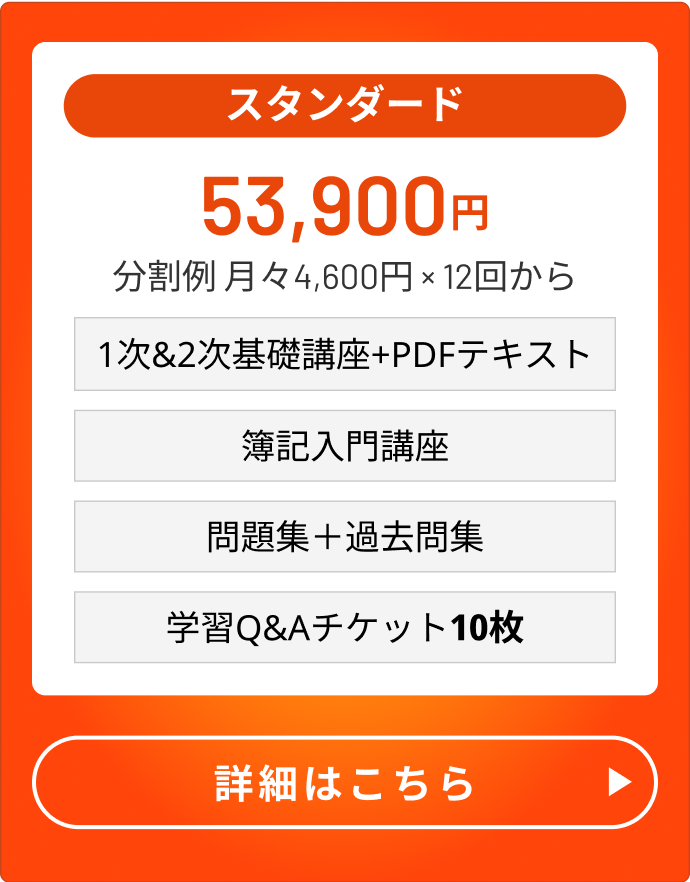 スタンダード
53,900円
分割例 月々4,600円×12回から
1次&2次基礎講座+PDFテキスト
簿記入門講座
問題集＋過去問集
学習Q&Aチケット10枚
詳細はこちら